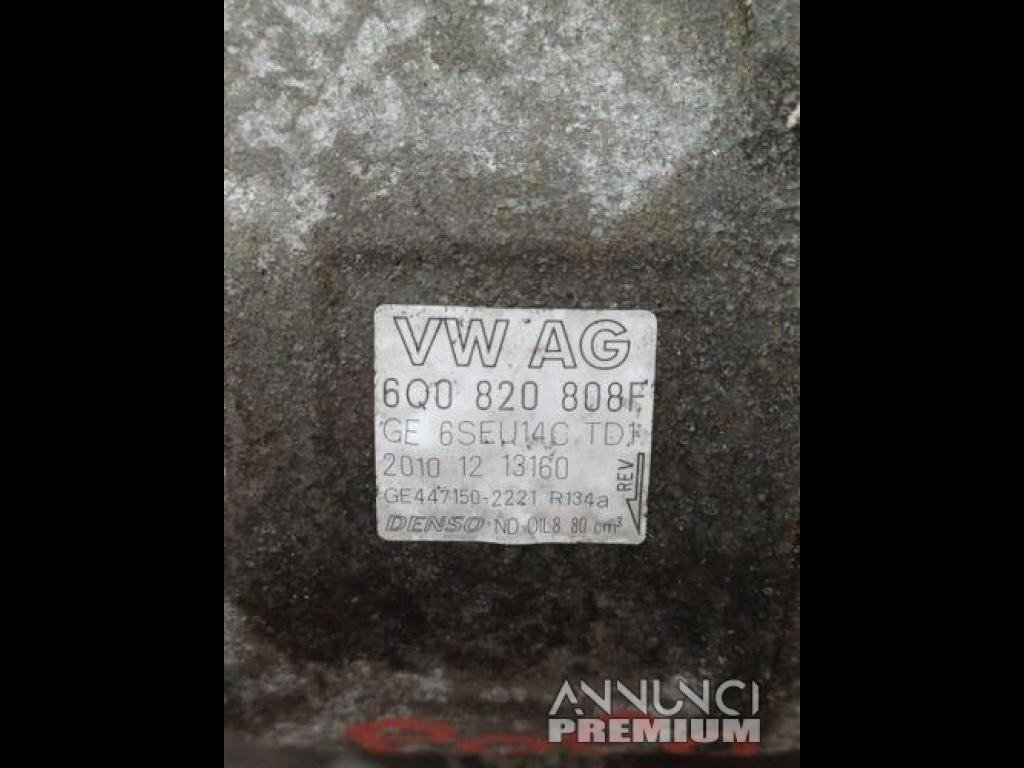 VW AG
6Q0 820 808F
GE 6SEU14C TD1
2010 12 13160
REV
GE447150-2221 R134a
DENSO ND-OIL8 80 cm³
ANNUNCI
PREMIUM